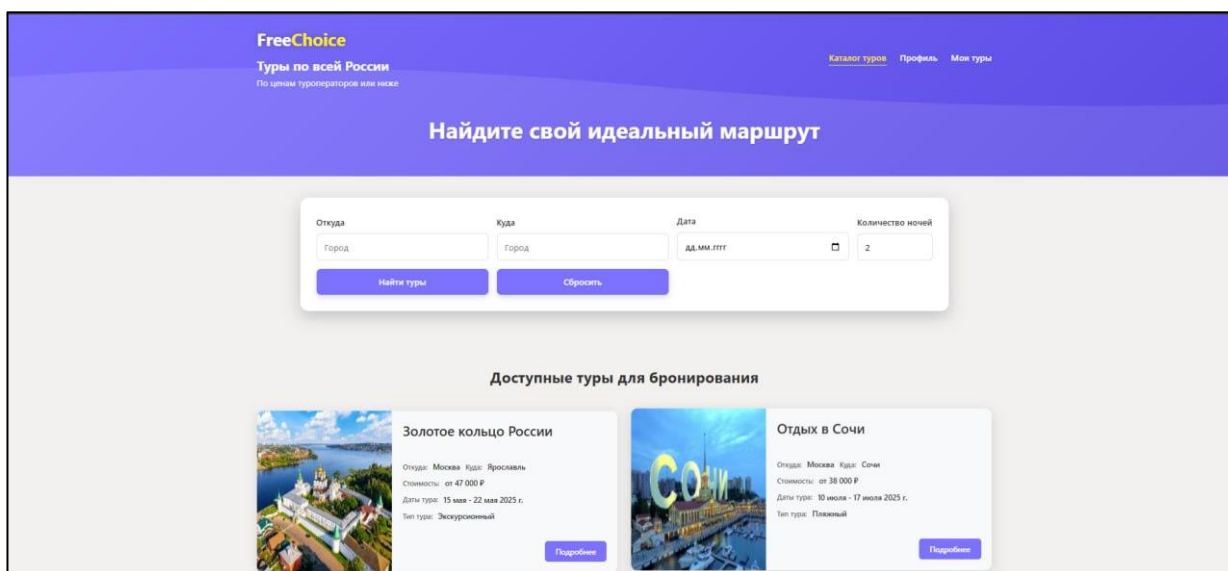 FreeChoice
Туры по всей России
По ценам туроператоров или ниже
Каталог туров Профиль Мои туры
Найдите свой идеальный маршрут
Откуда Куда Дата Количество ночей
Город Город дд.мм.гггг 2
Найти туры Сбросить
Доступные туры для бронирования
Золотое кольцо России
Откуда: Москва Куда: Ярославль
Стоимость: от 47 000 ₽
Даты тура: 15 мая - 22 мая 2025 г.
Тип тура: Экскурсионный
Подробнее
СОЧИ
Отдых в Сочи
Откуда: Москва Куда: Сочи
Стоимость: от 38 000 ₽
Даты тура: 10 июля - 17 июля 2025 г.
Тип тура: Пляжный
Подробнее